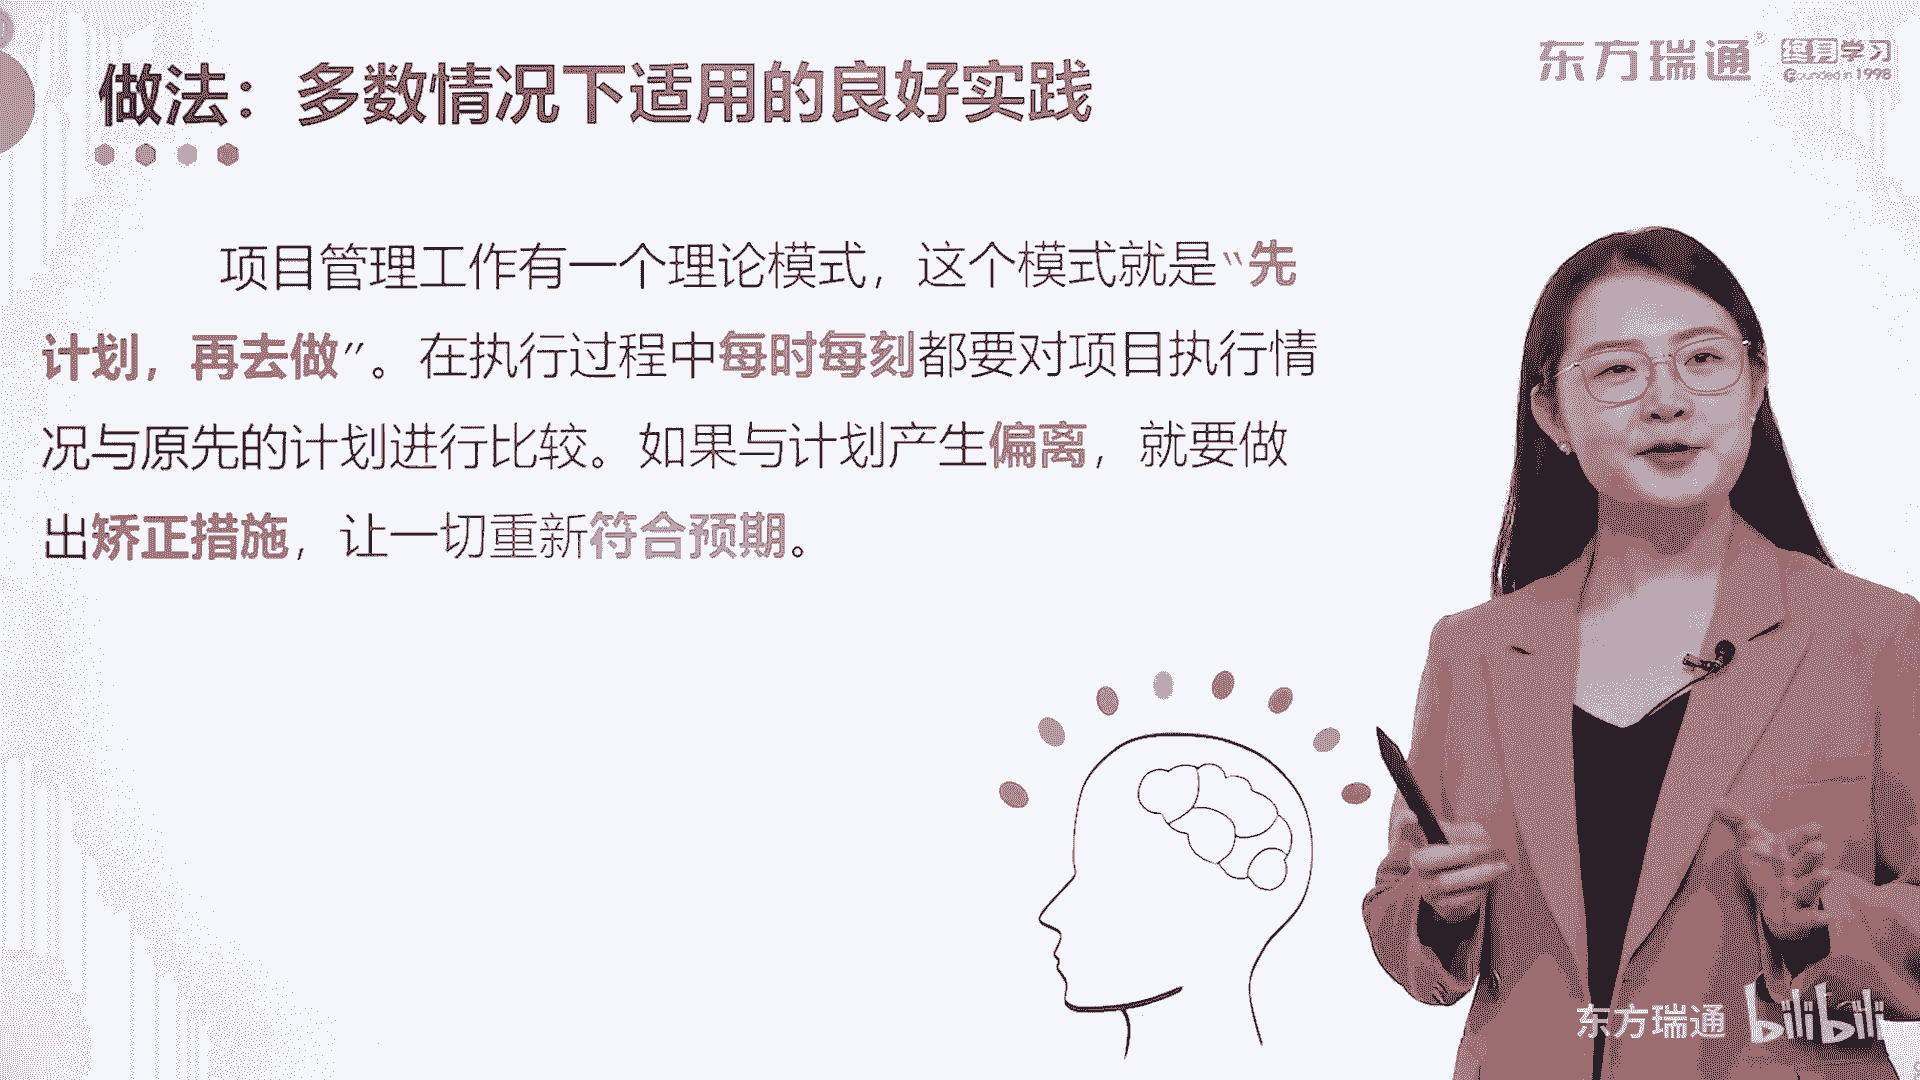 做法：多数情况下适用的良好实践
东方瑞通®
终身学习
Founded in 1998
项目管理工作有一个理论模式，这个模式就是“先
计划，再去做”。在执行过程中每时每刻都要对项目执行情
况与原先的计划进行比较。如果与计划产生偏离，就要做
出矫正措施，让一切重新符合预期。
东方瑞通
bilibili